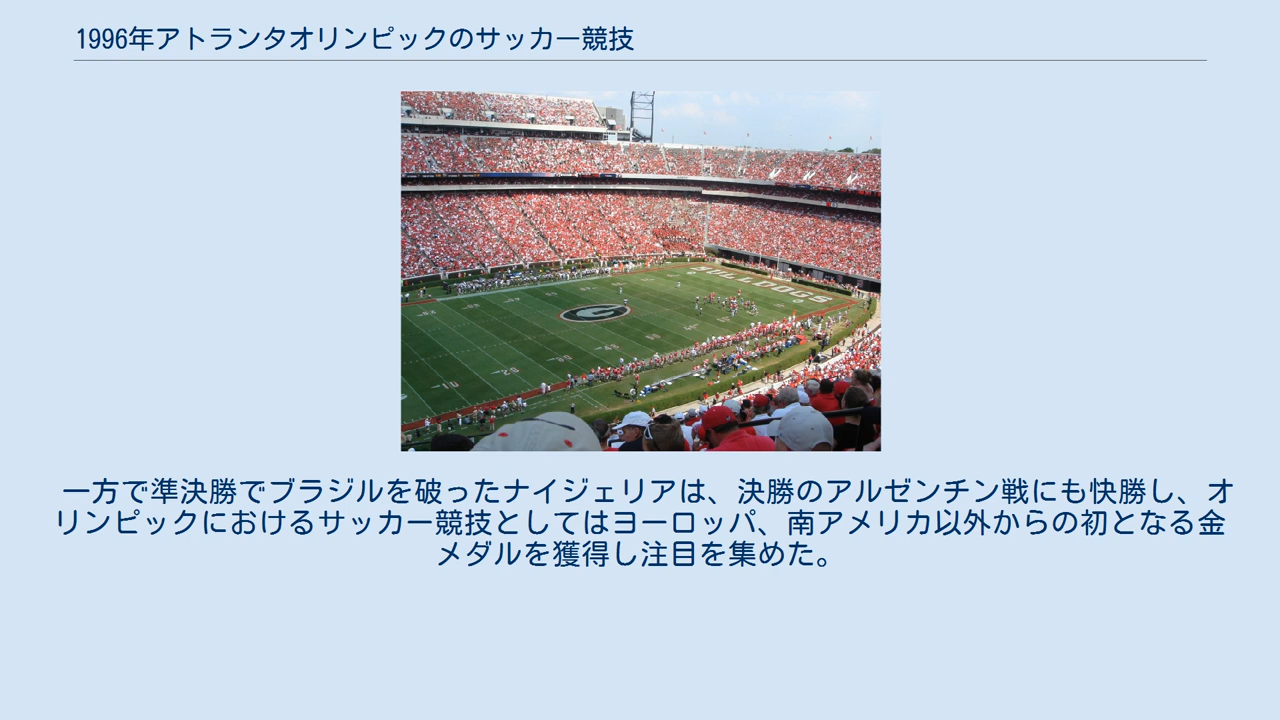 1996年アトランタオリンピックのサッカー競技
BULLDOGS
G
一方で準決勝でブラジルを破ったナイジェリアは、決勝のアルゼンチン戦にも快勝し、オ
リンピックにおけるサッカー競技としてはヨーロッパ、南アメリカ以外からの初となる金
メダルを獲得し注目を集めた。